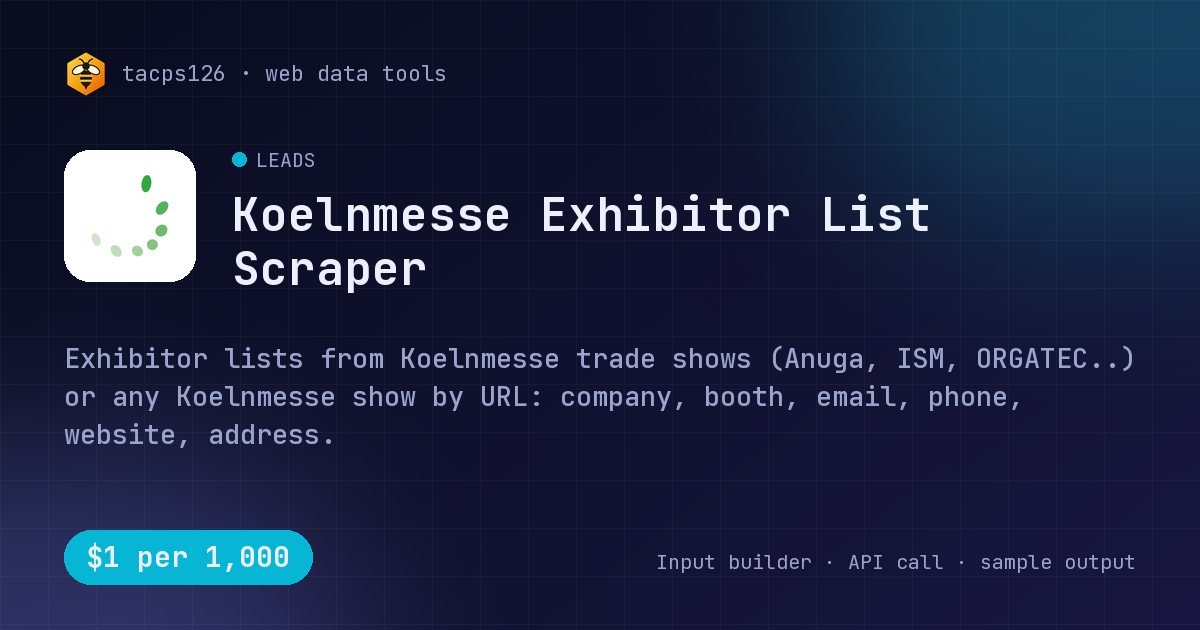 tacps126 · web data tools
LEADS
Koelnmesse Exhibitor List
Scraper
Exhibitor lists from Koelnmesse trade shows (Anuga, ISM, ORGATEC..)
or any Koelnmesse show by URL: company, booth, email, phone,
website, address.
$1 per 1,000
Input builder · API call · sample output